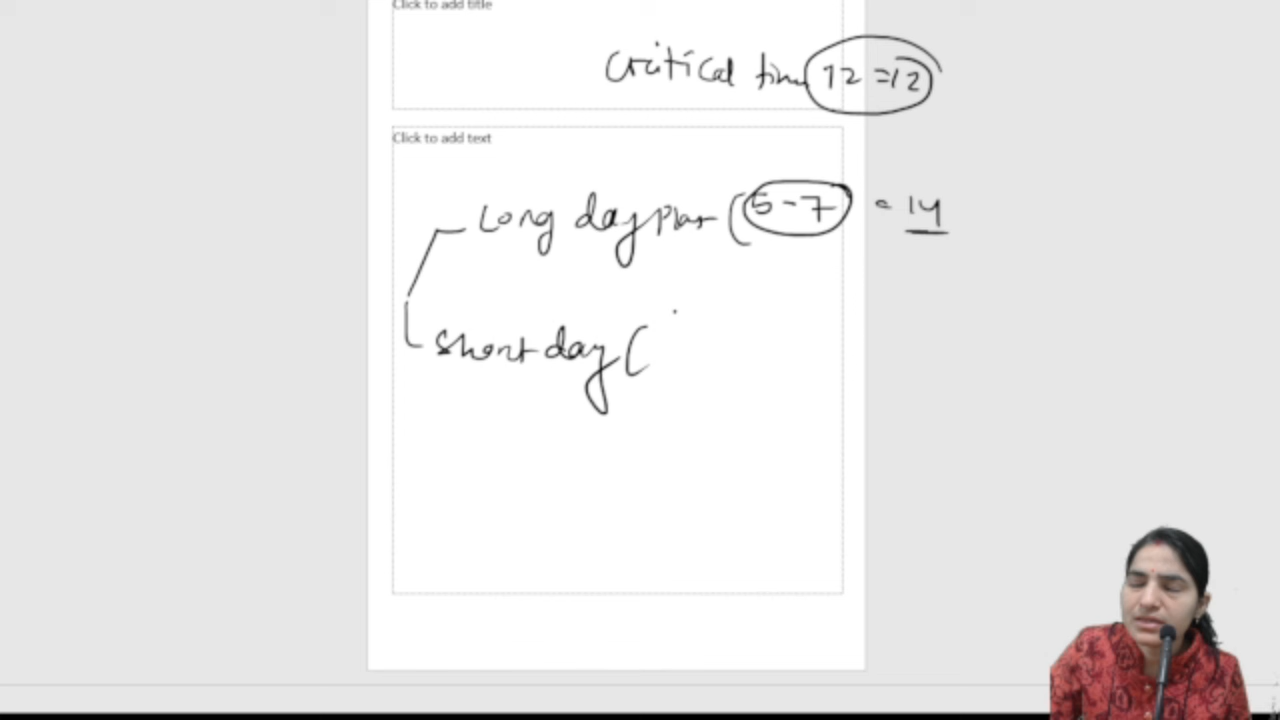 Click to add title
Critical time 12 = 12
Click to add text
Long day plant (5-7) = 14
Short day (